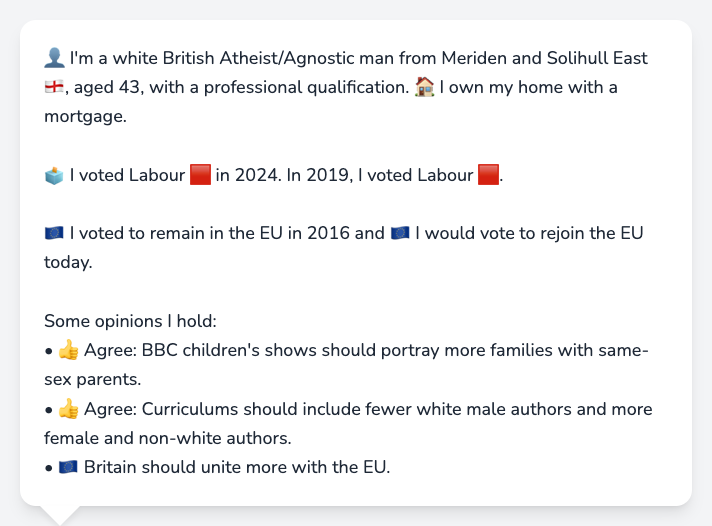 👤 I'm a white British Atheist/Agnostic man from Meriden and Solihull East
🏴󠁧󠁢󠁥󠁮󠁧󠁿, aged 43, with a professional qualification. 🏠 I own my home with a
mortgage.
🗳️ I voted Labour 🟥 in 2024. In 2019, I voted Labour 🟥.
🇪🇺 I voted to remain in the EU in 2016 and 🇪🇺 I would vote to rejoin the EU
today.
Some opinions I hold:
• 👍 Agree: BBC children's shows should portray more families with same-
sex parents.
• 👍 Agree: Curriculums should include fewer white male authors and more
female and non-white authors.
• 🇪🇺 Britain should unite more with the EU.